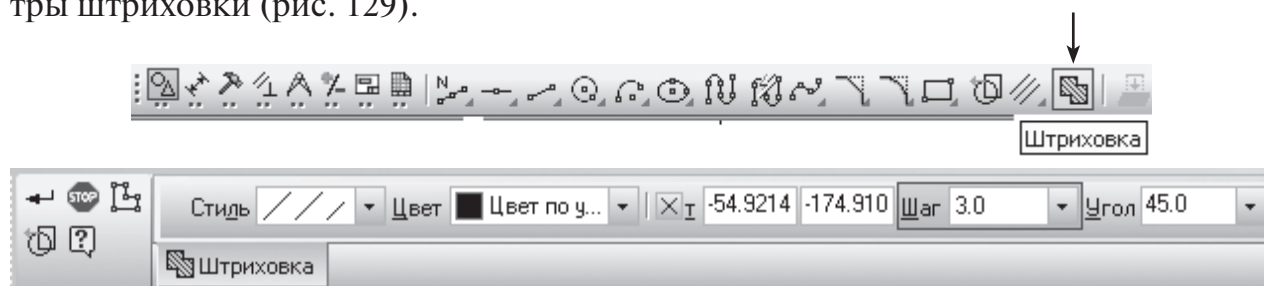 тры штриховки (рис. 129).
N
Штриховка
STOP Стиль Цвет Цвет по у... Т -54.9214 -174.910 Шаг 3.0 Угол 45.0
?
Штриховка